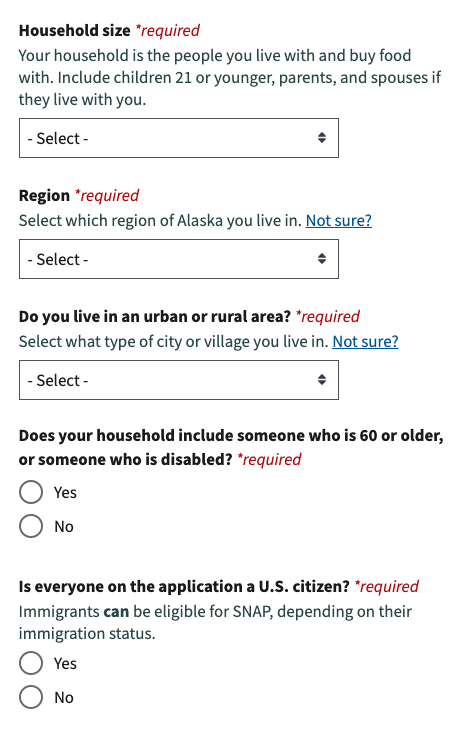 Household size *required
Your household is the people you live with and buy food
with. Include children 21 or younger, parents, and spouses if
they live with you.
- Select -
Region *required
Select which region of Alaska you live in. Not sure?
- Select -
Do you live in an urban or rural area? *required
Select what type of city or village you live in. Not sure?
- Select -
Does your household include someone who is 60 or older,
or someone who is disabled? *required
Yes
No
Is everyone on the application a U.S. citizen? *required
Immigrants can be eligible for SNAP, depending on their
immigration status.
Yes
No